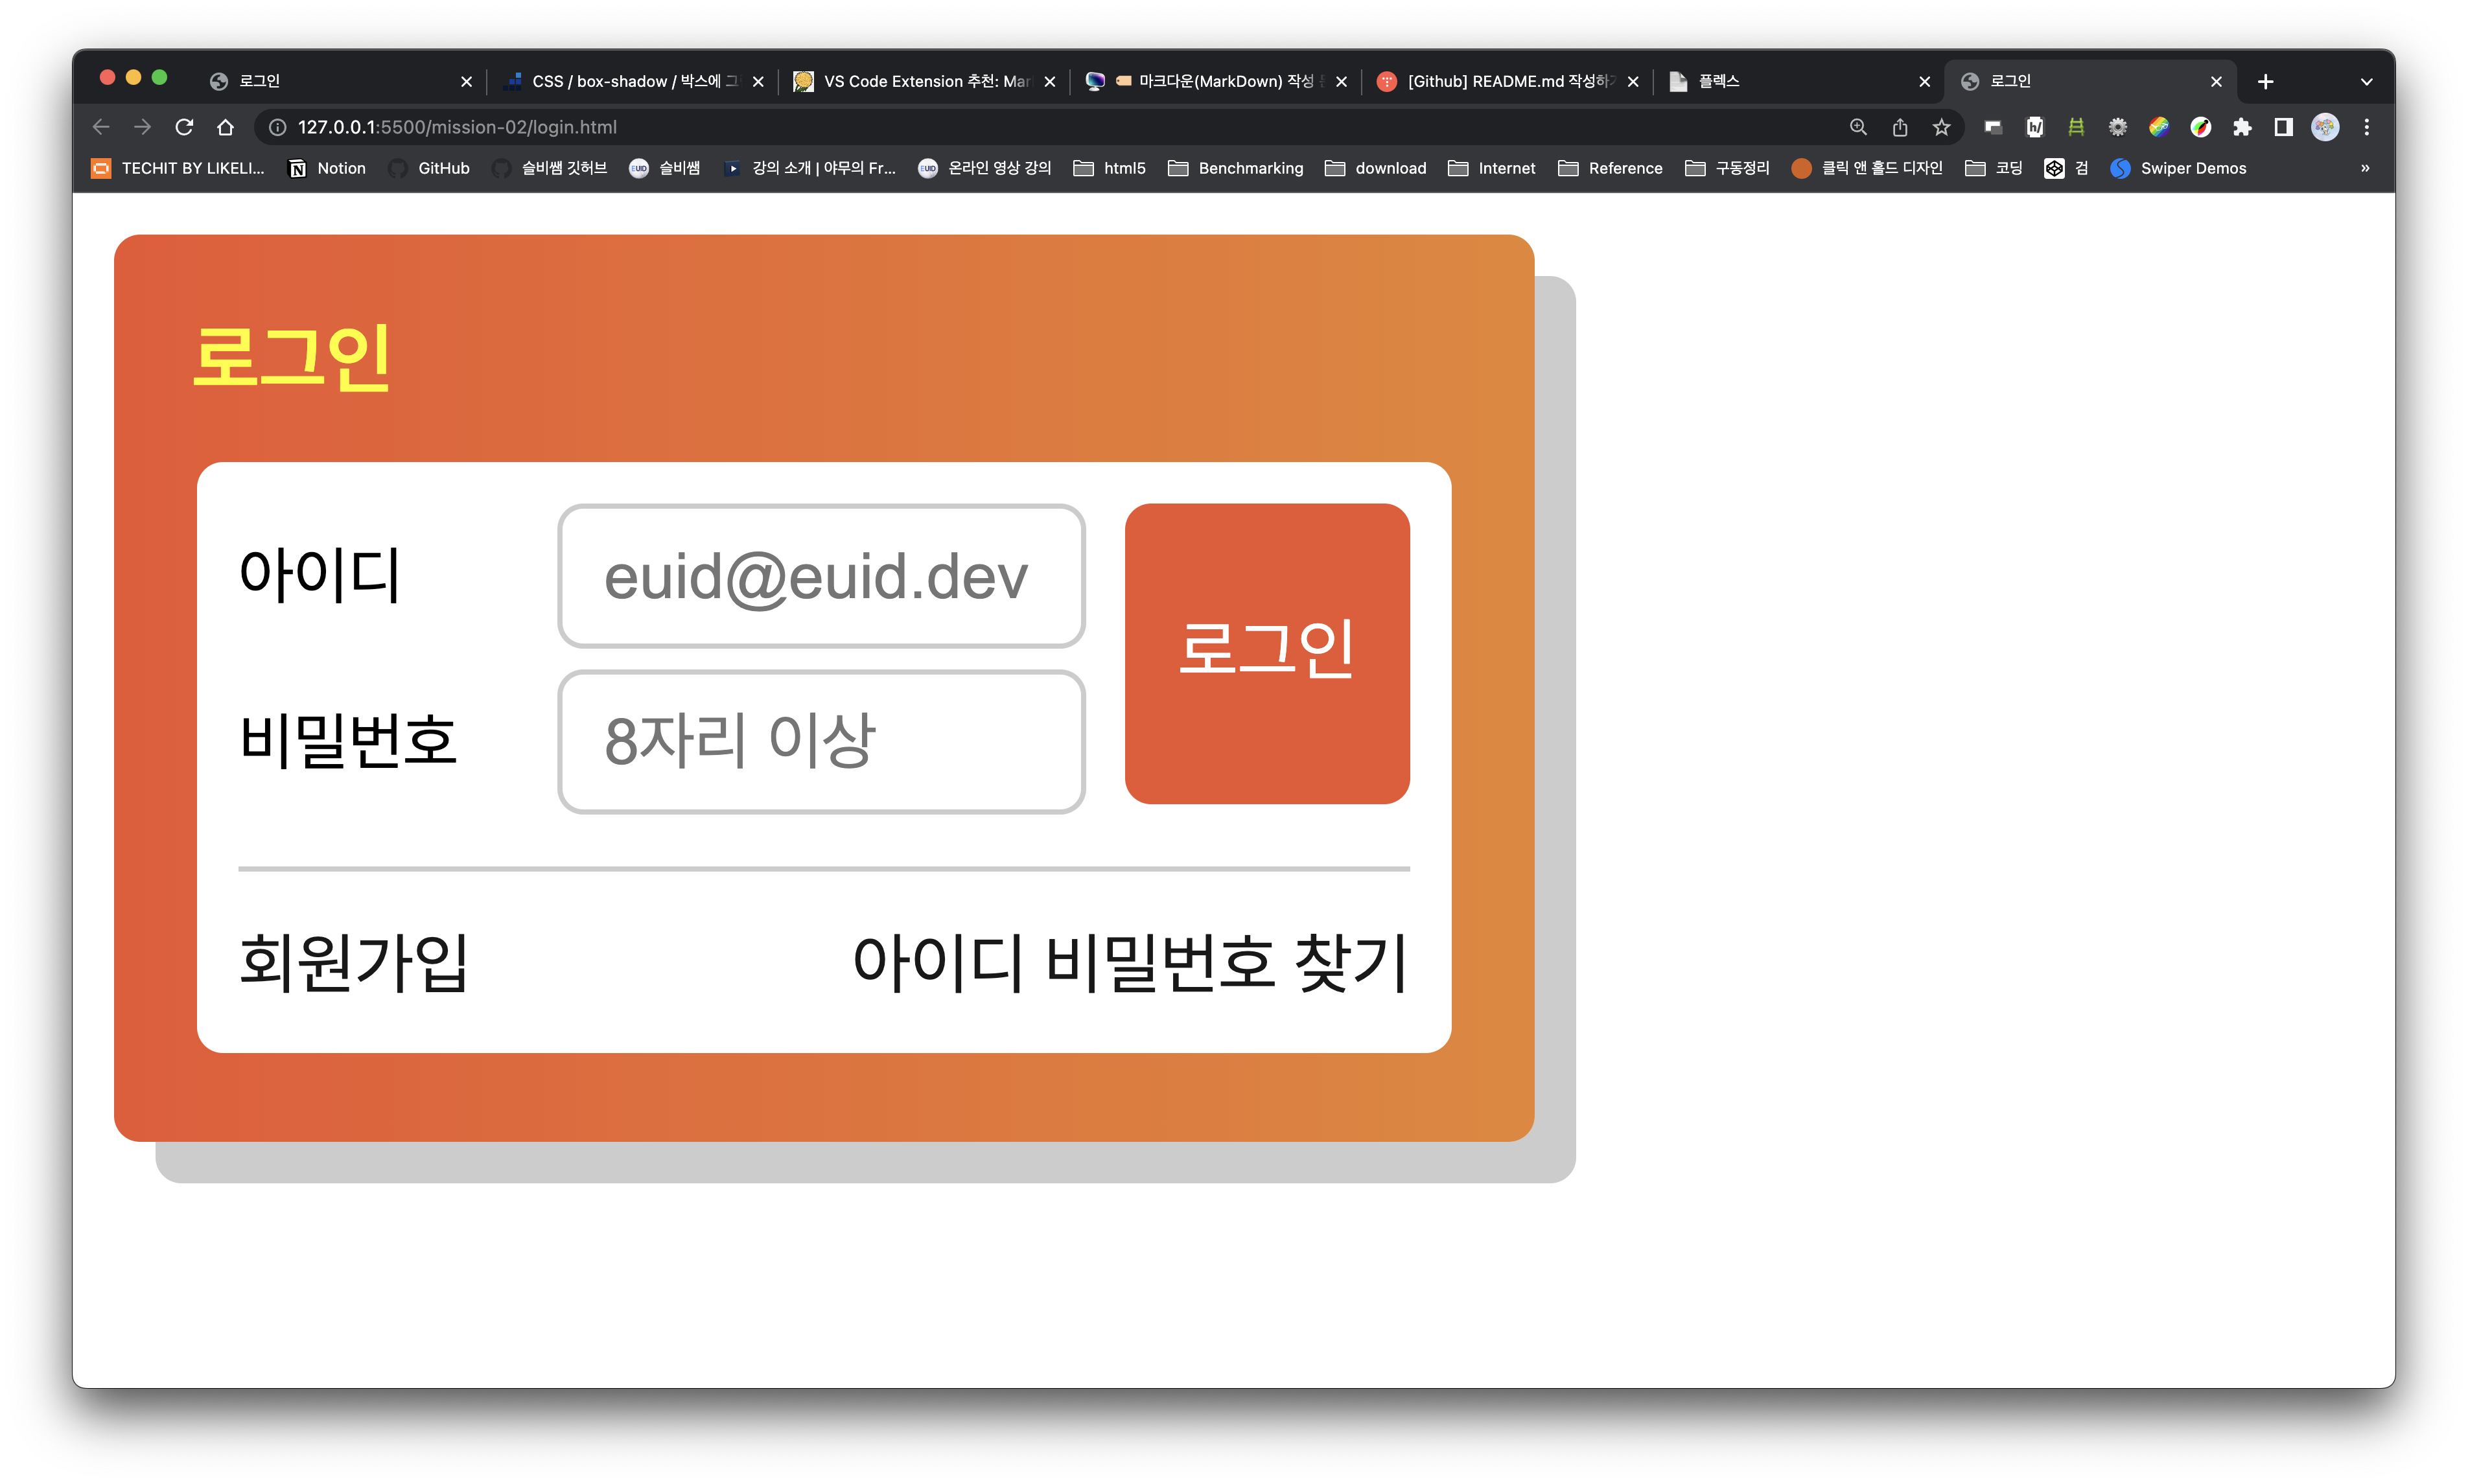 로그인
CSS / box-shadow / 박스에 그
VS Code Extension 추천: Mar
마크다운(MarkDown) 작성
[Github] README.md 작성하기
플렉스
로그인
127.0.0.1:5500/mission-02/login.html
TECHIT BY LIKELI...
Notion
GitHub
슬비쌤 깃허브
슬비쌤
강의 소개 | 야무의 Fr...
온라인 영상 강의
html5
Benchmarking
download
Internet
Reference
구동정리
클릭 앤 홀드 디자인
코딩
검
Swiper Demos
»
로그인
아이디
euid@euid.dev
로그인
비밀번호
8자리 이상
회원가입
아이디 비밀번호 찾기